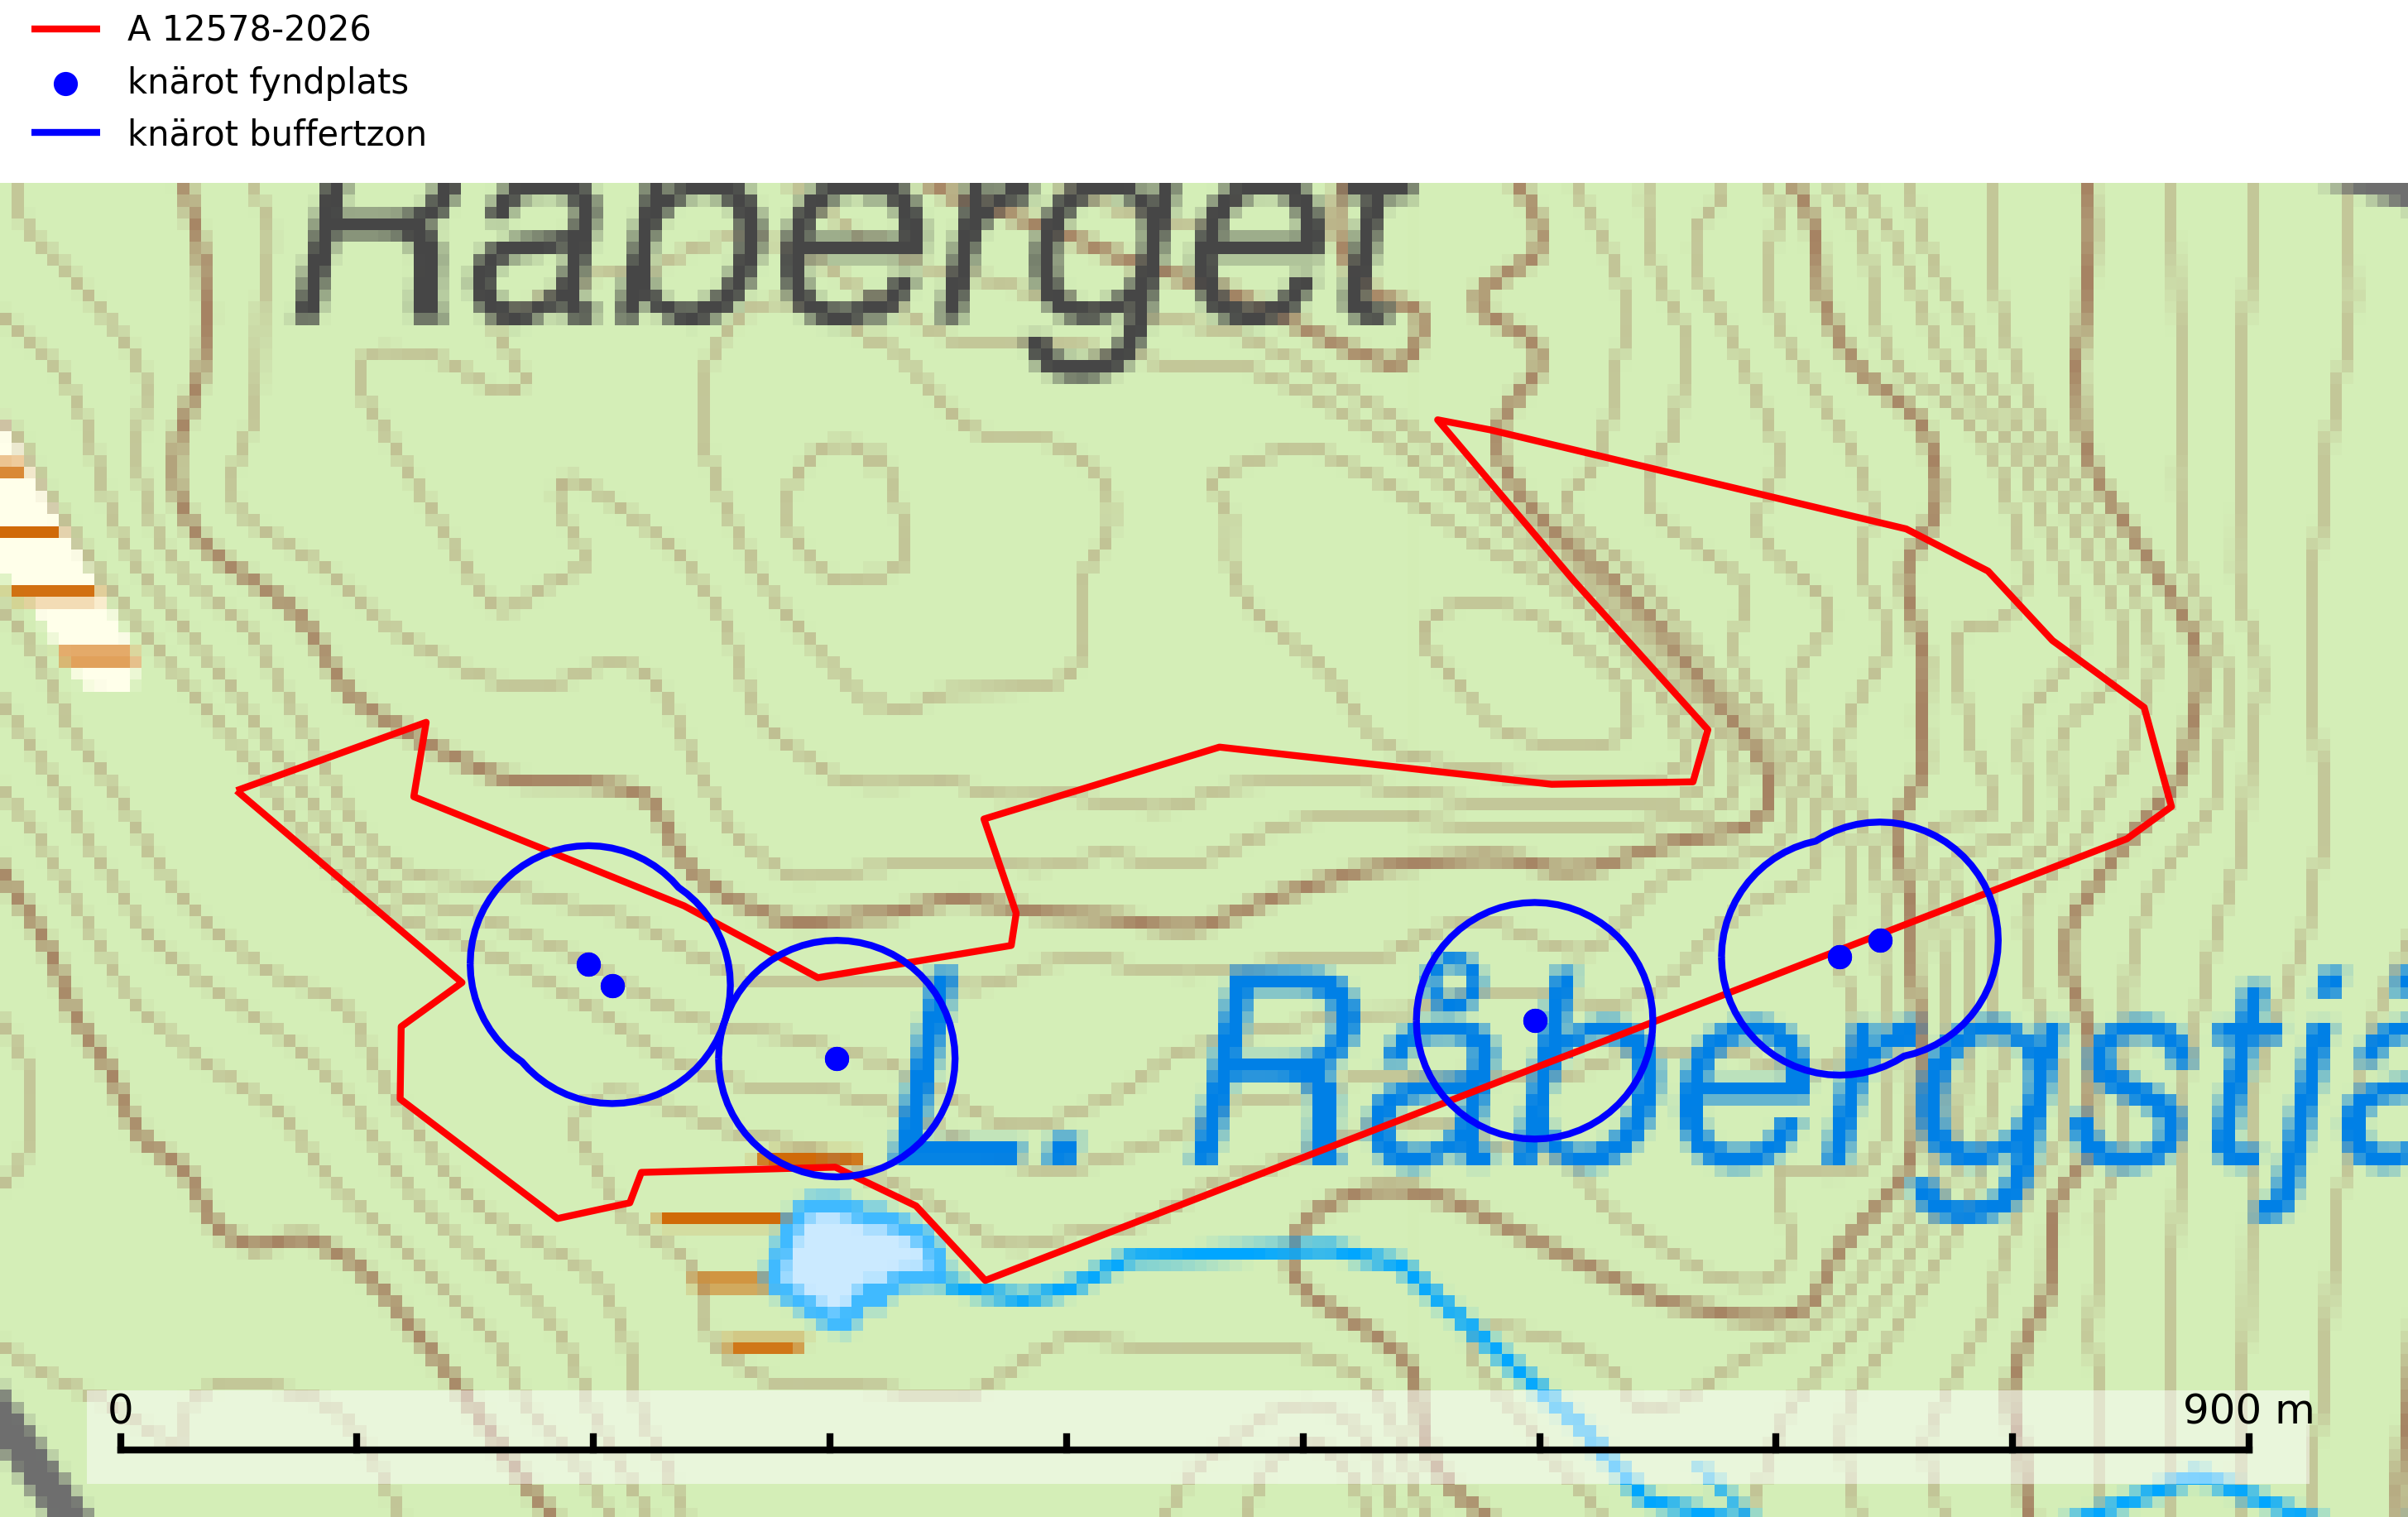 A 12578-2026
knärot fyndplats
knärot buffertzon
Råberget
L. Råbergstjä
0
900 m